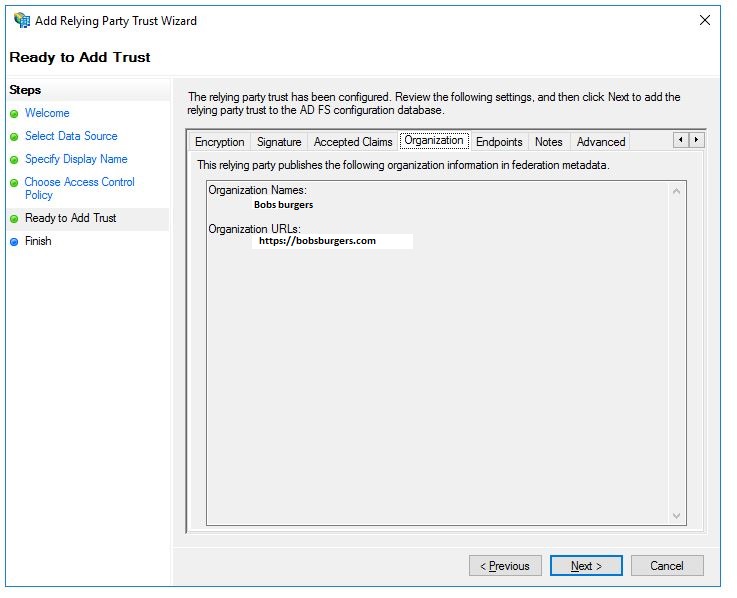 Add Relying Party Trust Wizard
Ready to Add Trust
Steps
Welcome
Select Data Source
Specify Display Name
Choose Access Control
Policy
Ready to Add Trust
Finish
The relying party trust has been configured. Review the following settings, and then click Next to add the
relying party trust to the AD FS configuration database.
Encryption Signature Accepted Claims Organization Endpoints Notes Advanced
This relying party publishes the following organization information in federation metadata.
Organization Names:
Bobs burgers
Organization URLs:
https://bobsburgers.com
< Previous Next > Cancel